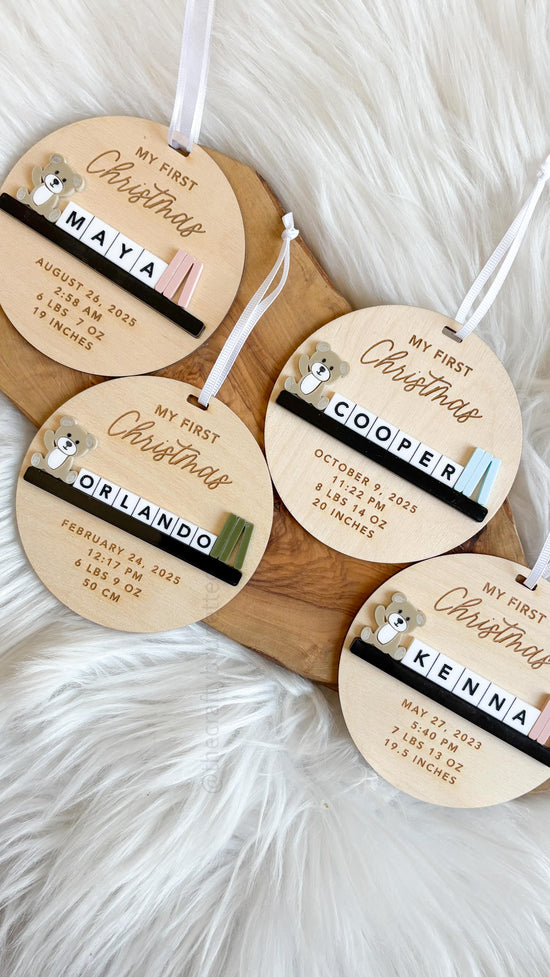 MY FIRST
Christmas
MAYA
AUGUST 26, 2025
2:58 AM
6 LBS 7 OZ
19 INCHES
MY FIRST
Christmas
COOPER
OCTOBER 9, 2025
11:22 PM
8 LBS 14 OZ
20 INCHES
MY FIRST
Christmas
ORLANDO
FEBRUARY 24, 2025
12:17 PM
6 LBS 9 OZ
50 CM
MY FIRST
Christmas
KENNA
MAY 27, 2023
5:40 PM
7 LBS 13 OZ
19.5 INCHES